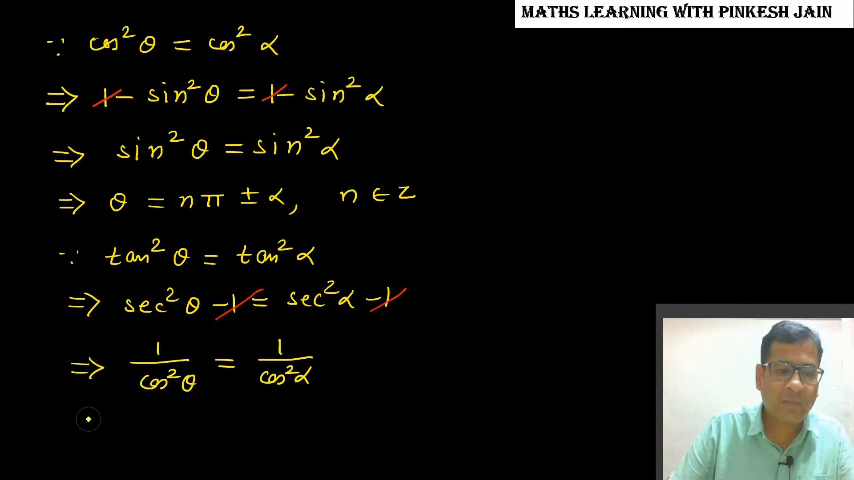 MATHS LEARNING WITH PINKESH JAIN
∵ cos²θ = cos²α
⇒ 1 − sin²θ = 1 − sin²α
⇒ sin²θ = sin²α
⇒ θ = nπ ± α, n ∈ Z
∵ tan²θ = tan²α
⇒ sec²θ − 1 = sec²α − 1
⇒ 1/cos²θ = 1/cos²α